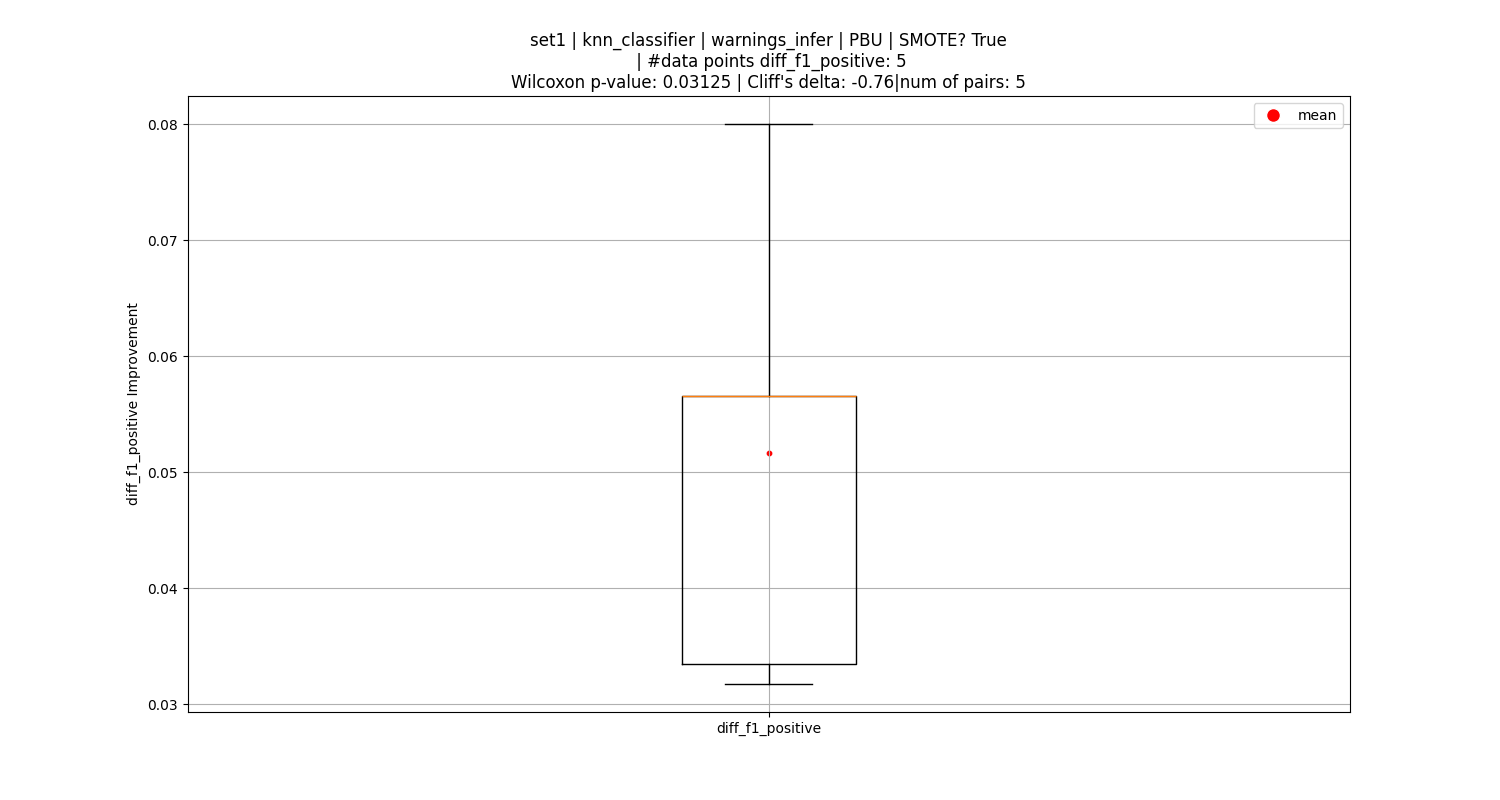 set1 | knn_classifier | warnings_infer | PBU | SMOTE? True
| #data points diff_f1_positive: 5
Wilcoxon p-value: 0.03125 | Cliff's delta: -0.76|num of pairs: 5
mean
0.08
0.07
0.06
0.05
0.04
0.03
diff_f1_positive Improvement
diff_f1_positive